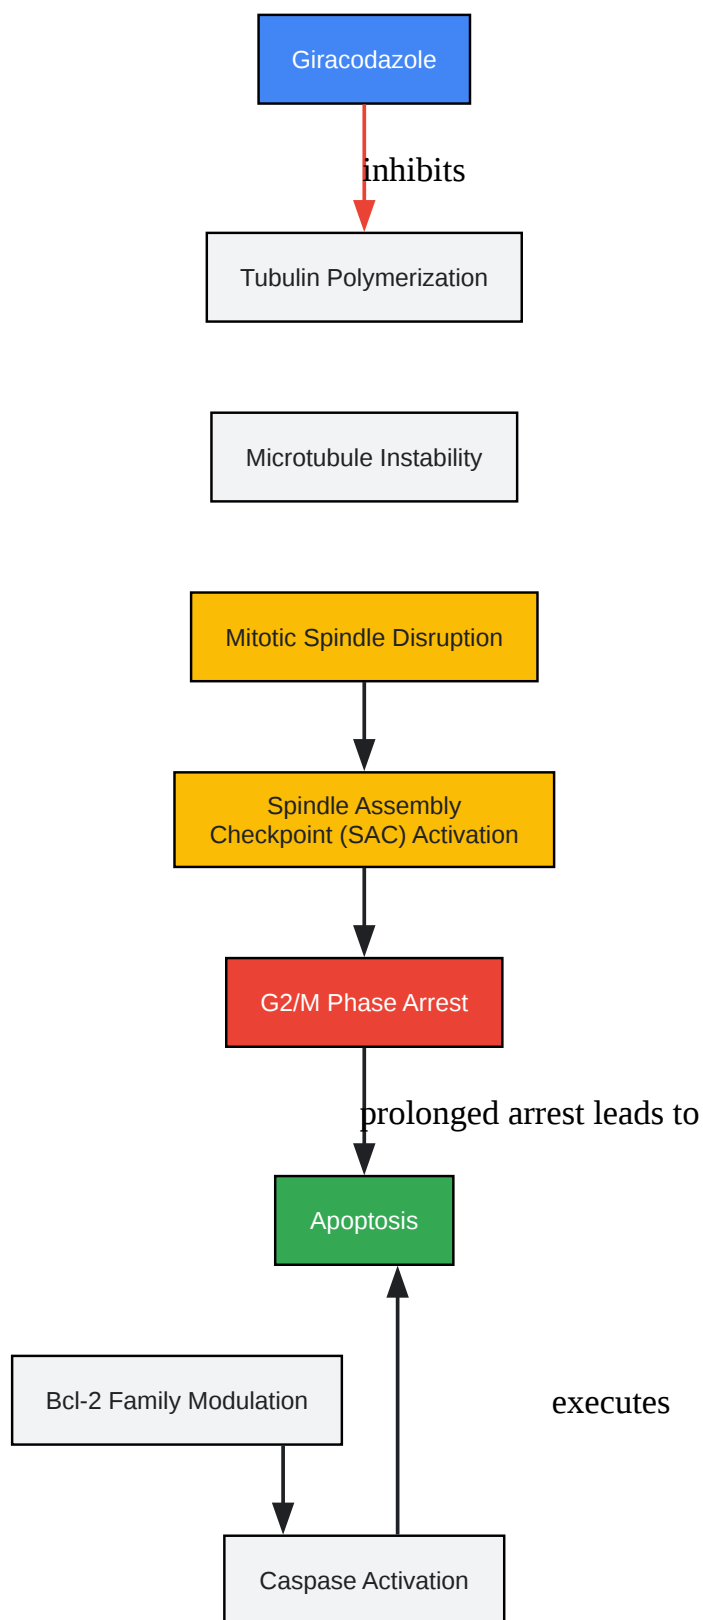 Giracodazole
inhibits
Tubulin Polymerization
Microtubule Instability
Mitotic Spindle Disruption
Spindle Assembly
Checkpoint (SAC) Activation
G2/M Phase Arrest
prolonged arrest leads to
Apoptosis
Bcl-2 Family Modulation
executes
Caspase Activation